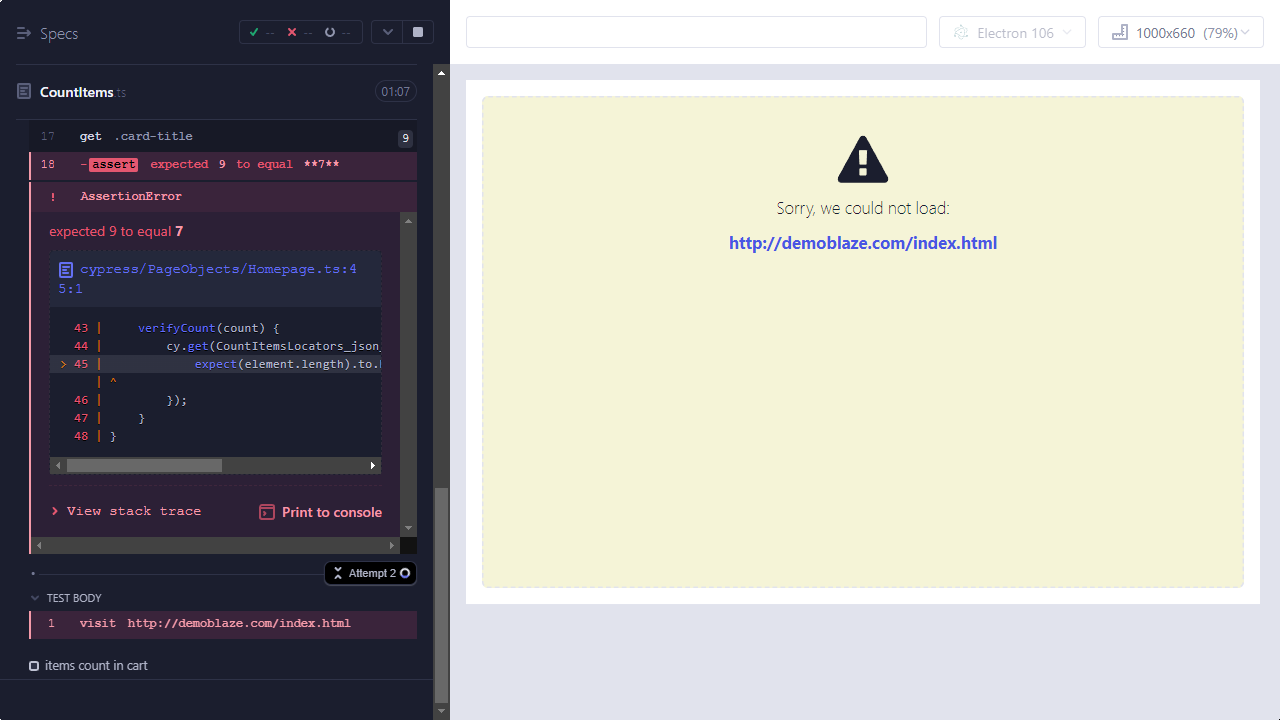 Specs
--
--
--
CountItems ts
01:07
17 get .card-title 9
18 -assert expected 9 to equal **7**
! AssertionError
expected 9 to equal 7
cypress/PageObjects/Homepage.ts:4
5:1
43 | verifyCount(count) {
44 | cy.get(CountItemsLocators_json_
> 45 | expect(element.length).to.
| ^
46 | });
47 | }
48 | }
> View stack trace
Print to console
Attempt 2
TEST BODY
1 visit http://demoblaze.com/index.html
items count in cart
Electron 106
1000x660 (79%)
Sorry, we could not load:
http://demoblaze.com/index.html